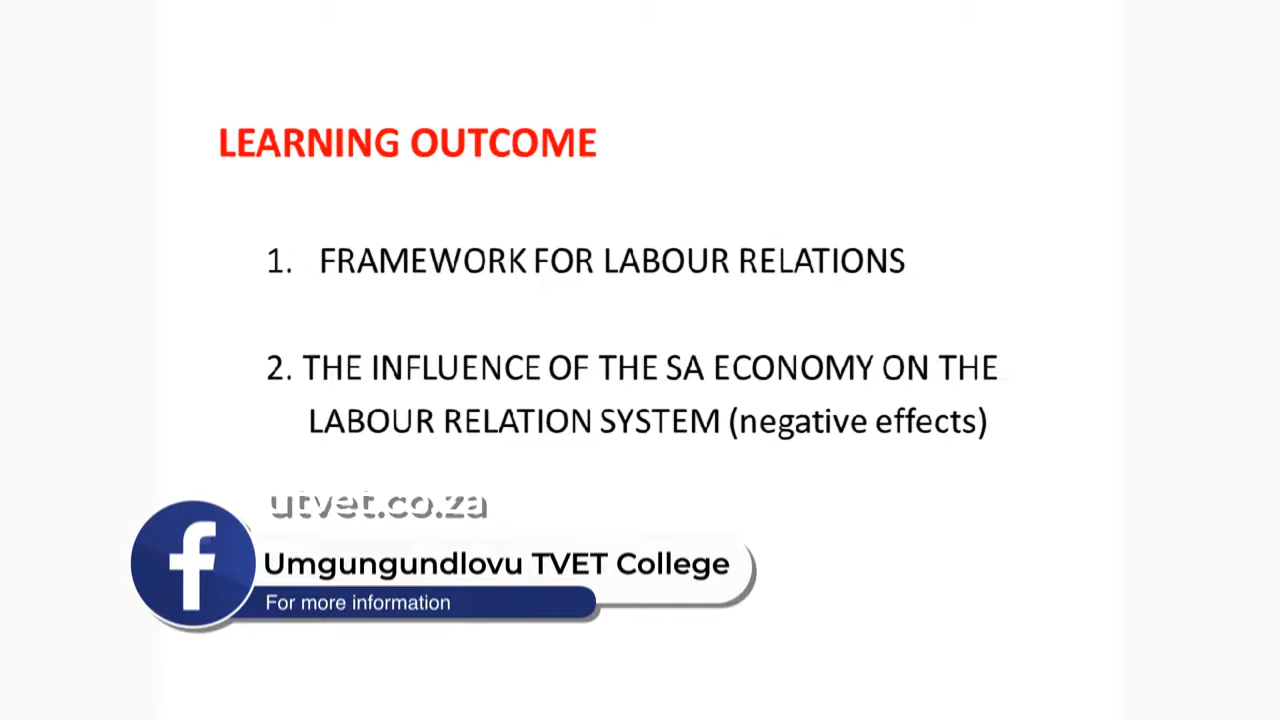 LEARNING OUTCOME
1. FRAMEWORK FOR LABOUR RELATIONS
2. THE INFLUENCE OF THE SA ECONOMY ON THE
LABOUR RELATION SYSTEM (negative effects)
utvet.co.za
f
Umgungundlovu TVET College
For more information